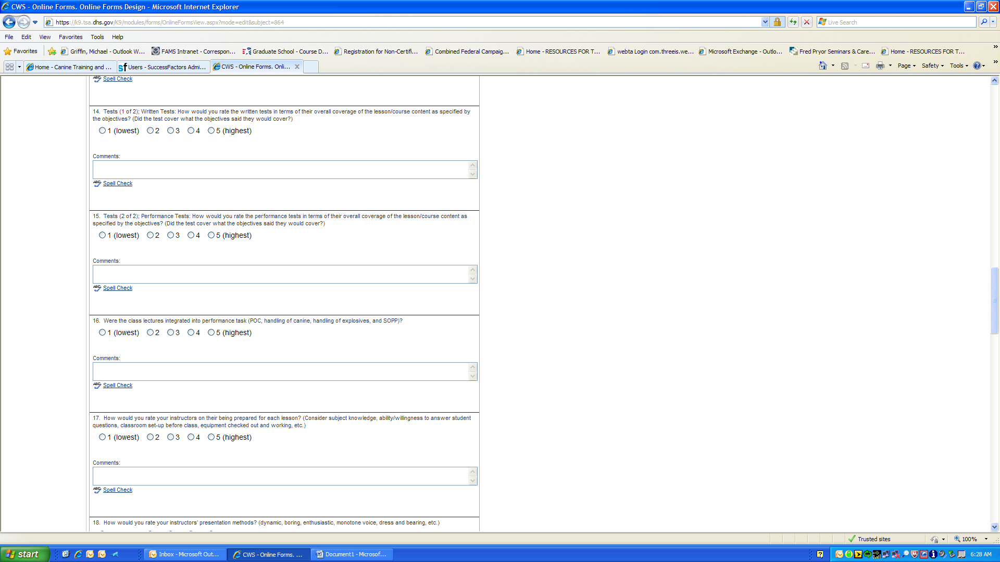 CWS - Online Forms. Online Forms Design - Microsoft Internet Explorer
https://k9.tsa.dhs.gov/K9/modules/forms/OnlineFormsView.aspx?mode=edit&subject=864
Live Search
File Edit View Favorites Tools Help
Favorites Griffin, Michael - Outlook W... FAMS Intranet - Correspon... Graduate School - Course D... Registration for Non-Certifi... Combined Federal Campaig... Home - RESOURCES FOR T... webta Login com.threeis.we... Microsoft Exchange - Outlo... Fred Pryor Seminars & Care... Home - RESOURCES FOR T...
Home - Canine Training and ... Users - SuccessFactors Admi... CWS - Online Forms. Onli... Page Safety Tools
Spell Check
14. Tests (1 of 2); Written Tests: How would you rate the written tests in terms of their overall coverage of the lesson/course content as specified by
the objectives? (Did the test cover what the objectives said they would cover?)
1 (lowest) 2 3 4 5 (highest)
Comments:
Spell Check
15. Tests (2 of 2); Performance Tests: How would you rate the performance tests in terms of their overall coverage of the lesson/course content as
specified by the objectives? (Did the test cover what the objectives said they would cover?)
1 (lowest) 2 3 4 5 (highest)
Comments:
Spell Check
16. Were the class lectures integrated into performance task (POC, handling of canine, handling of explosives, and SOPP)?
1 (lowest) 2 3 4 5 (highest)
Comments:
Spell Check
17. How would you rate your instructors on their being prepared for each lesson? (Consider subject knowledge, ability/willingness to answer student
questions, classroom set-up before class, equipment checked out and working, etc.)
1 (lowest) 2 3 4 5 (highest)
Comments:
Spell Check
18. How would you rate your instructors' presentation methods? (dynamic, boring, enthusiastic, monotone voice, dress and bearing, etc.)
Trusted sites 100%
start Inbox - Microsoft Out... CWS - Online Forms. ... Document1 - Microsof... 6:28 AM